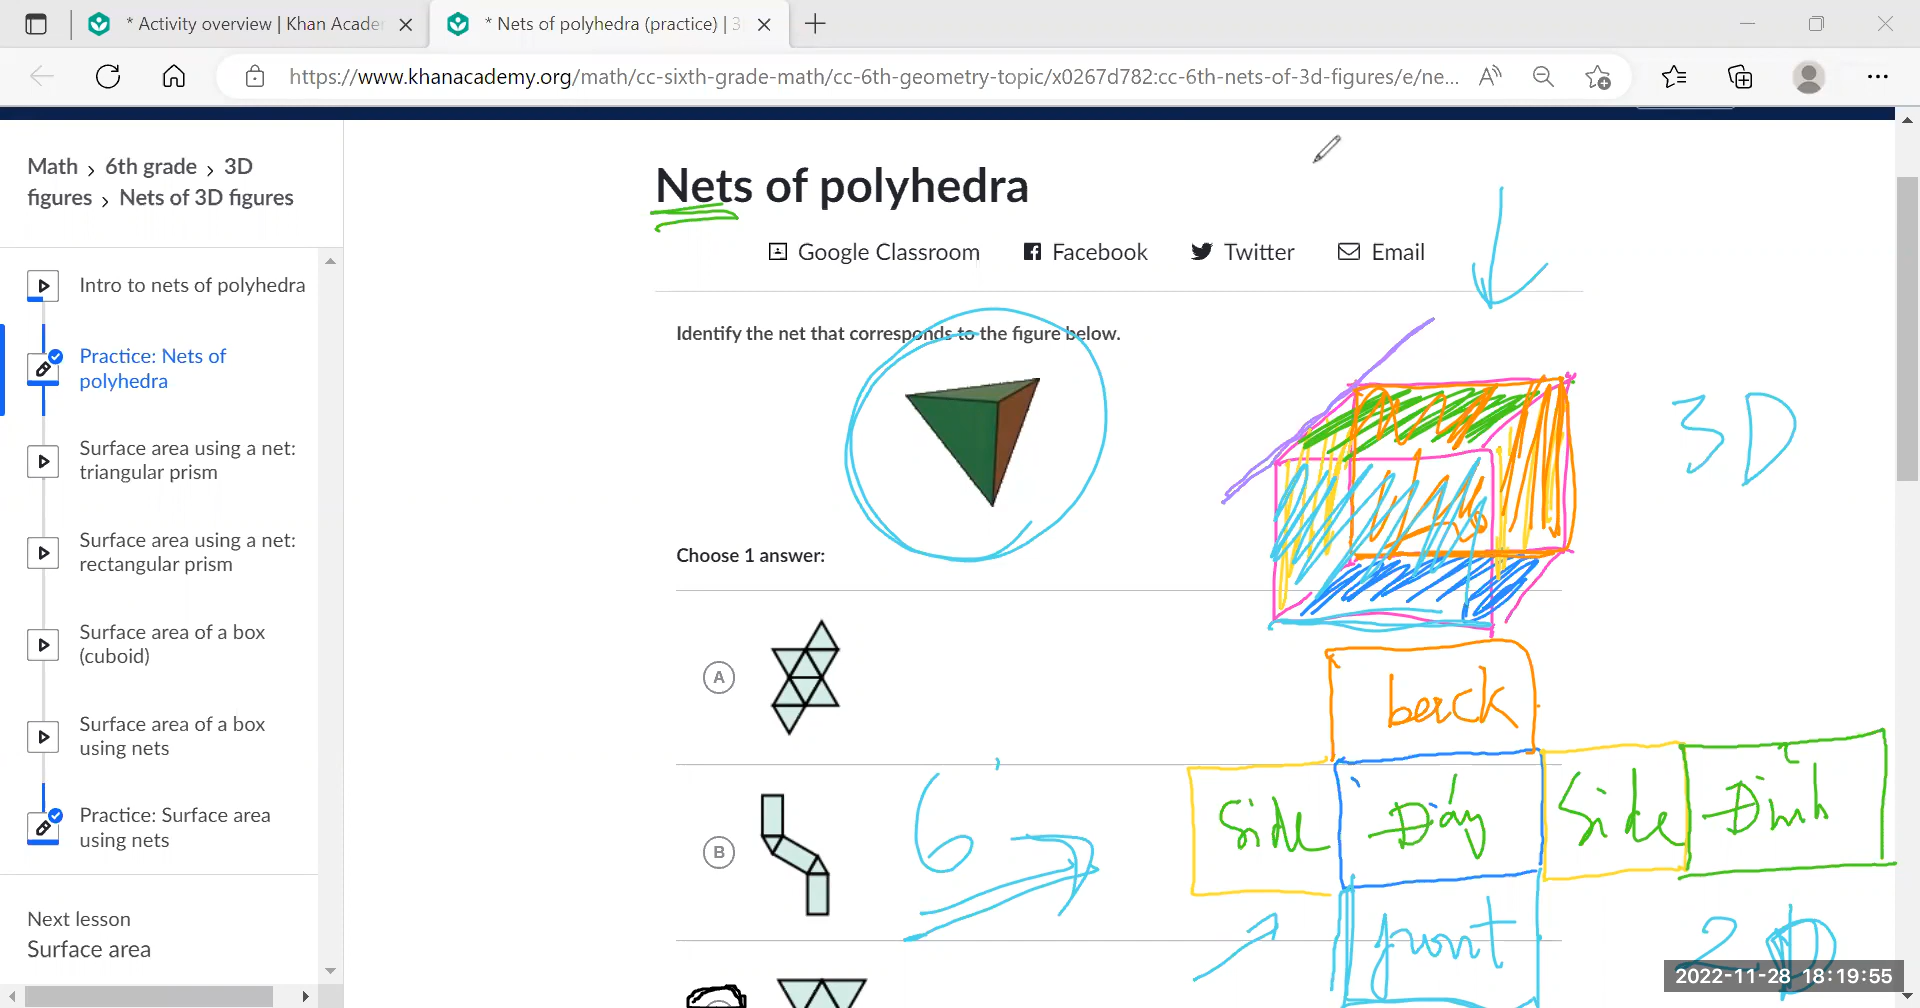 * Activity overview | Khan Acade
* Nets of polyhedra (practice) | 3
https://www.khanacademy.org/math/cc-sixth-grade-math/cc-6th-geometry-topic/x0267d782:cc-6th-nets-of-3d-figures/e/ne...
Math › 6th grade › 3D
figures › Nets of 3D figures
Intro to nets of polyhedra
Practice: Nets of
polyhedra
Surface area using a net:
triangular prism
Surface area using a net:
rectangular prism
Surface area of a box
(cuboid)
Surface area of a box
using nets
Practice: Surface area
using nets
Next lesson
Surface area
Nets of polyhedra
Google Classroom
Facebook
Twitter
Email
Identify the net that corresponds to the figure below.
Choose 1 answer:
A
B
3D
back
6
side
Đáy
side
Đỉnh
front
2D
2022-11-28 18:19:55